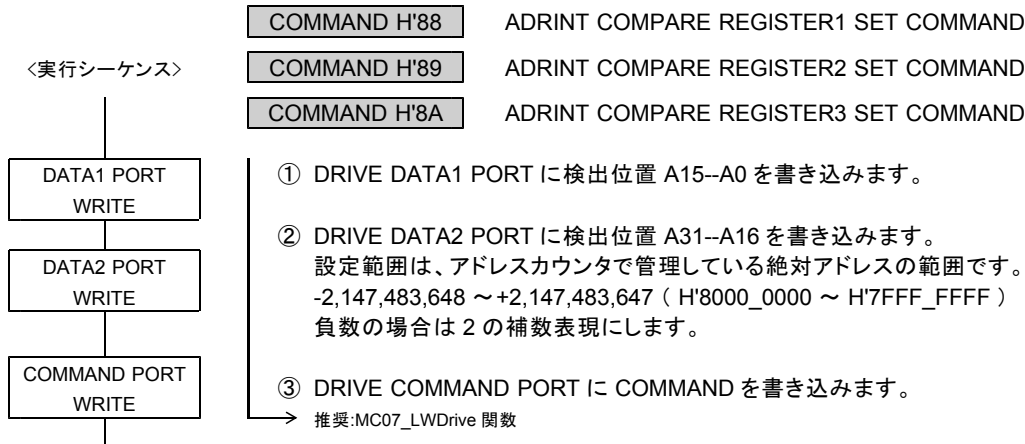 COMMAND H'88 ADRINT COMPARE REGISTER1 SET COMMAND
<実行シーケンス> COMMAND H'89 ADRINT COMPARE REGISTER2 SET COMMAND
COMMAND H'8A ADRINT COMPARE REGISTER3 SET COMMAND
DATA1 PORT
WRITE
① DRIVE DATA1 PORT に検出位置 A15--A0 を書き込みます。
DATA2 PORT
WRITE
② DRIVE DATA2 PORT に検出位置 A31--A16 を書き込みます。
設定範囲は、アドレスカウンタで管理している絶対アドレスの範囲です。
-2,147,483,648 ～+2,147,483,647 ( H'8000_0000 ～ H'7FFF_FFFF )
負数の場合は 2 の補数表現にします。
COMMAND PORT
WRITE
③ DRIVE COMMAND PORT に COMMAND を書き込みます。
推奨:MC07_LWDrive 関数